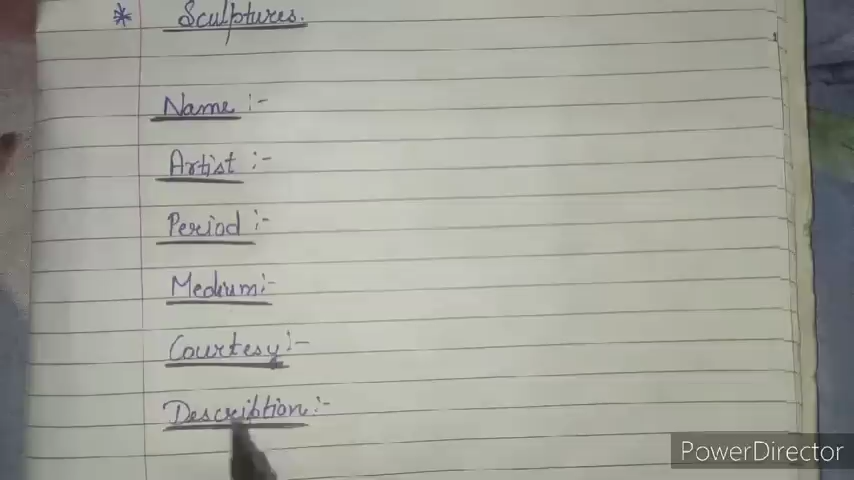 * Sculptures.
Name :-
Artist :-
Period :-
Medium :-
Courtesy :-
Description :-
PowerDirector